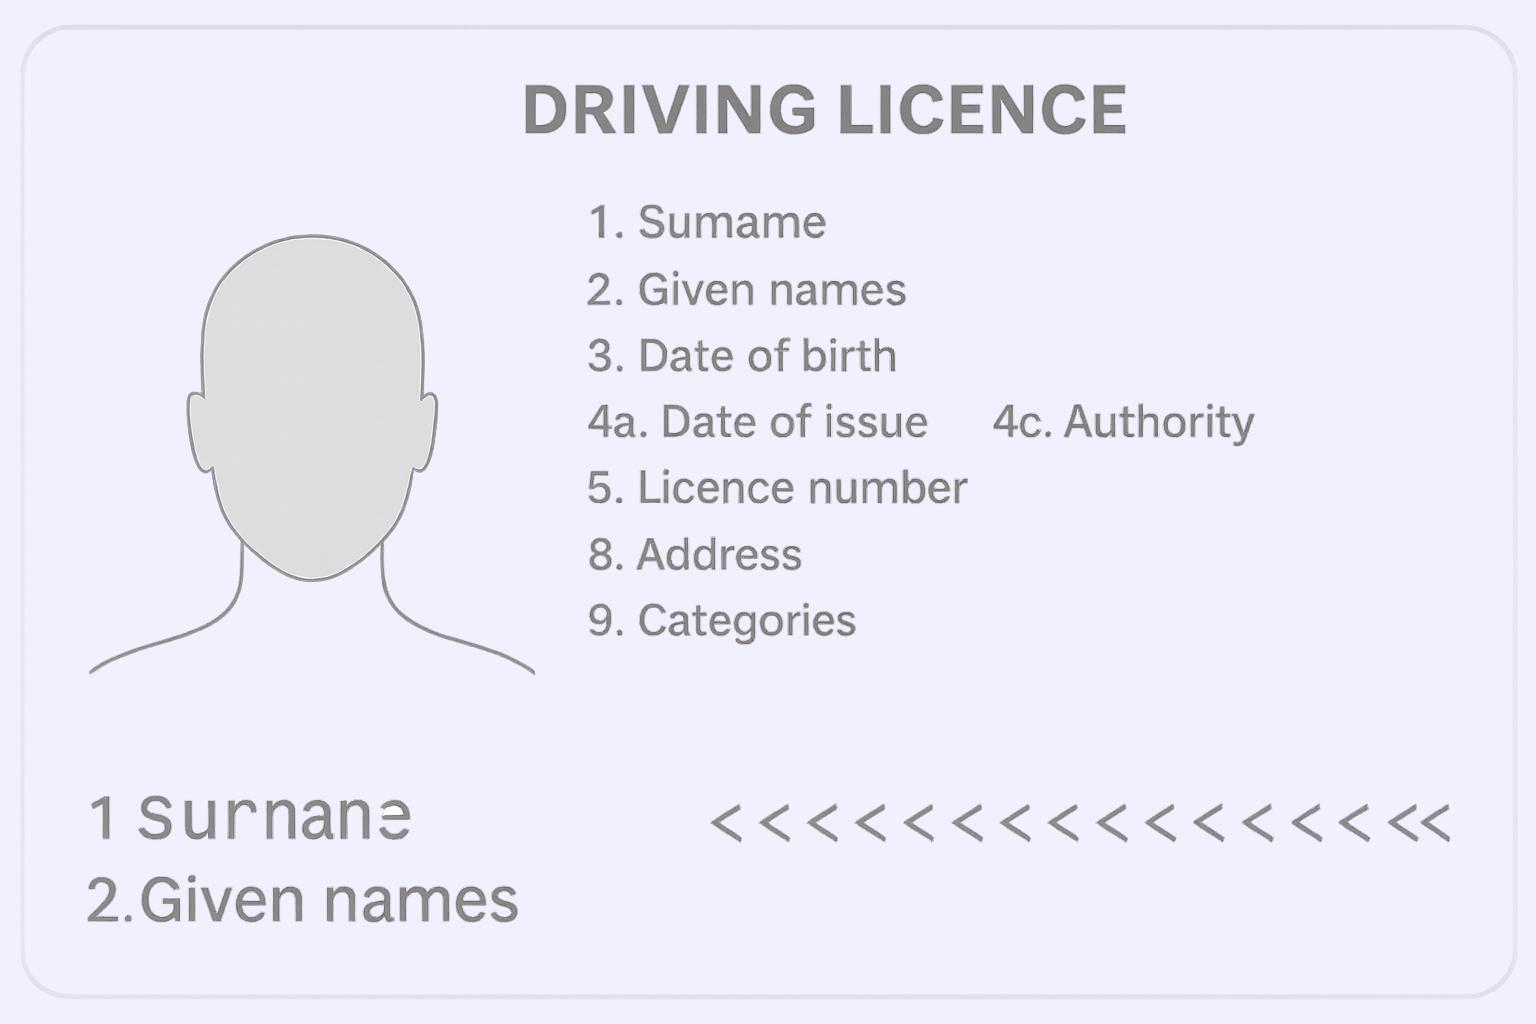 DRIVING LICENCE
1. Sumame
2. Given names
3. Date of birth
4a. Date of issue 4c. Authority
5. Licence number
8. Address
9. Categories
1 Surnane <<<<<<<<<<<<<<<<
2.Given names